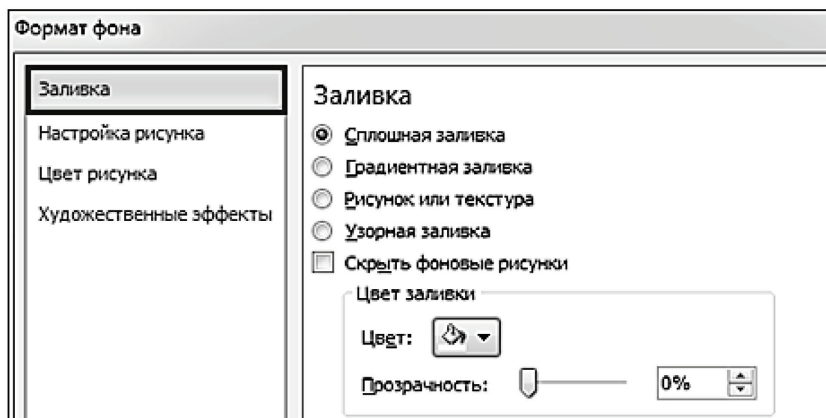 Формат фона
Заливка
Настройка рисунка
Цвет рисунка
Художественные эффекты
Заливка
Сплошная заливка
Градиентная заливка
Рисунок или текстура
Узорная заливка
Скрыть фоновые рисунки
Цвет заливки
Цвет:
Прозрачность: 0%